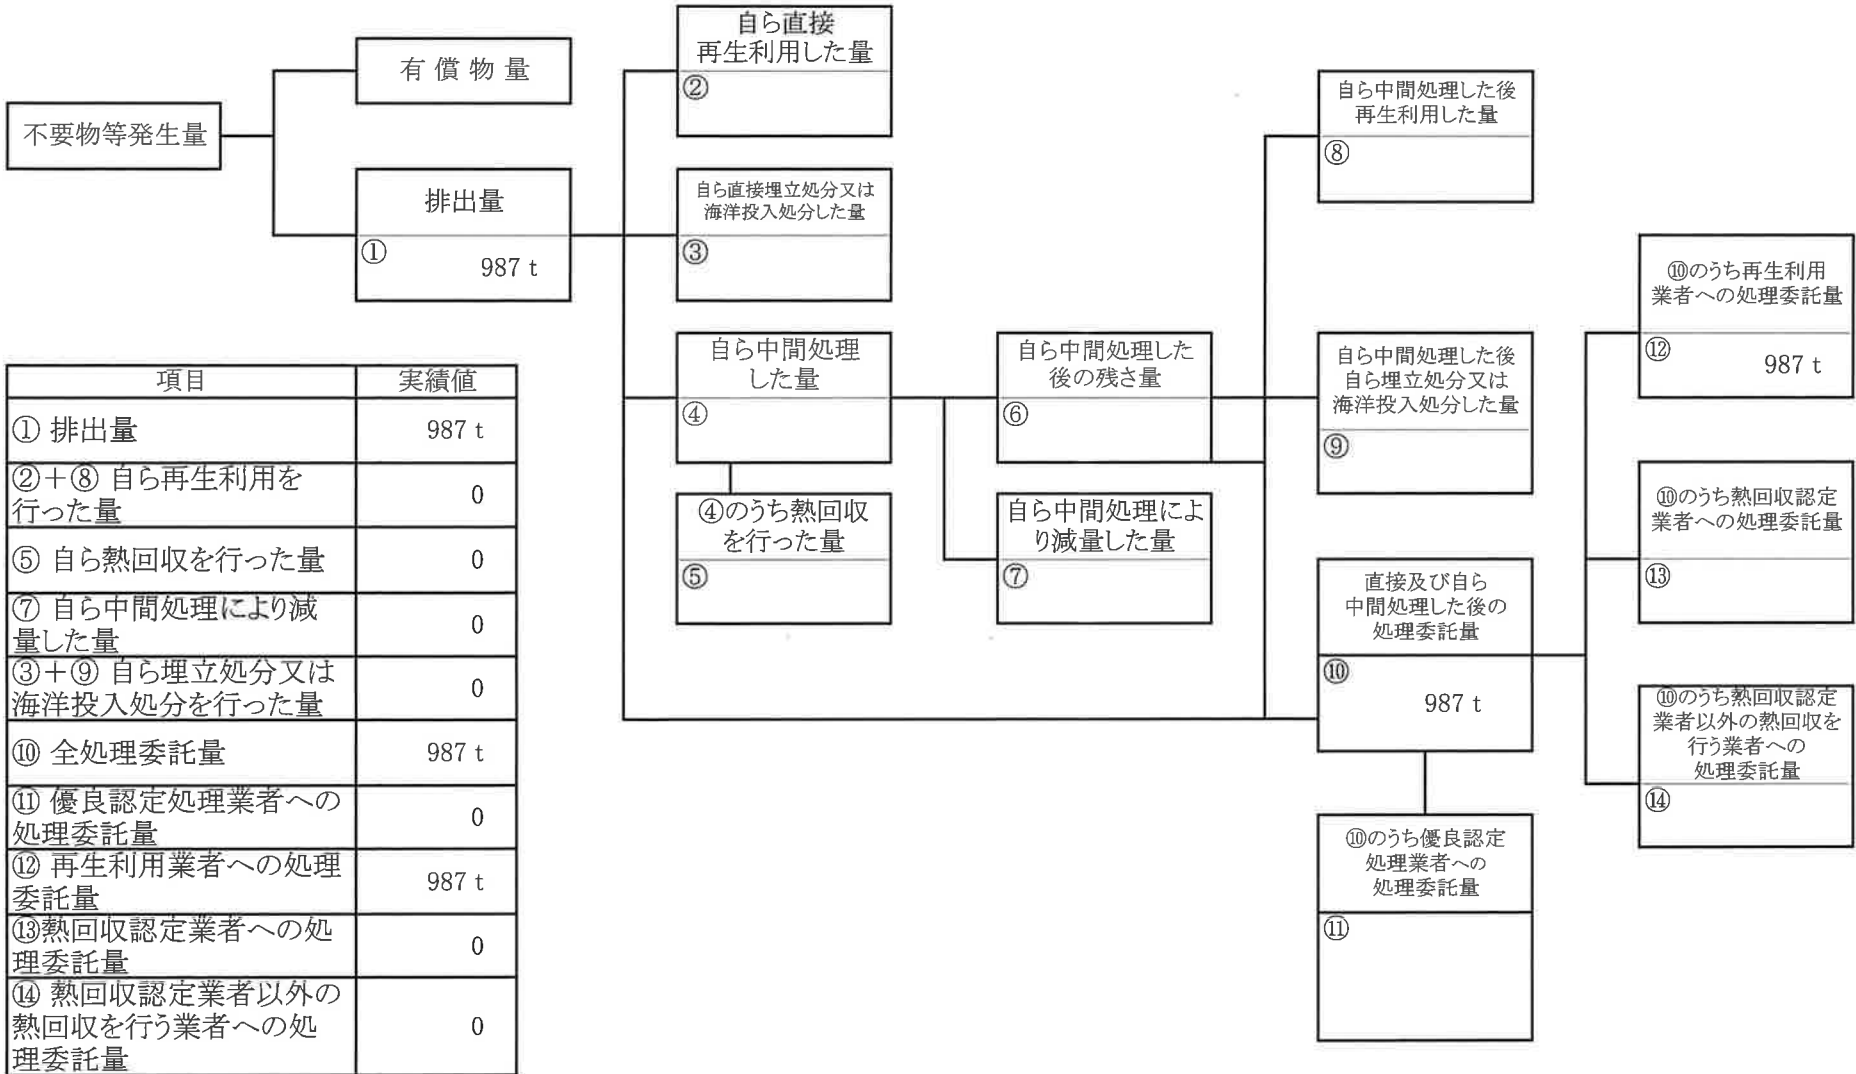 不要物等発生量
有 償 物 量
排出量
①
987 t
自ら直接
再生利用した量
②
自ら直接埋立処分又は
海洋投入処分した量
③
自ら中間処理
した量
④
④のうち熱回収
を行った量
⑤
自ら中間処理した
後の残さ量
⑥
自ら中間処理によ
り減量した量
⑦
自ら中間処理した後
再生利用した量
⑧
自ら中間処理した後
自ら埋立処分又は
海洋投入処分した量
⑨
直接及び自ら
中間処理した後の
処理委託量
⑩
987 t
⑩のうち優良認定
処理業者への
処理委託量
⑪
⑩のうち再生利用
業者への処理委託量
⑫
987 t
⑩のうち熱回収認定
業者への処理委託量
⑬
⑩のうち熱回収認定
業者以外の熱回収を
行う業者への
処理委託量
⑭
項目 実績値
① 排出量 987 t
②＋⑧ 自ら再生利用を
行った量 0
⑤ 自ら熱回収を行った量 0
⑦ 自ら中間処理により減
量した量 0
③＋⑨ 自ら埋立処分又は
海洋投入処分を行った量 0
⑩ 全処理委託量 987 t
⑪ 優良認定処理業者への
処理委託量 0
⑫ 再生利用業者への処理
委託量 987 t
⑬熱回収認定業者への処
理委託量 0
⑭ 熱回収認定業者以外の
熱回収を行う業者への処
理委託量 0